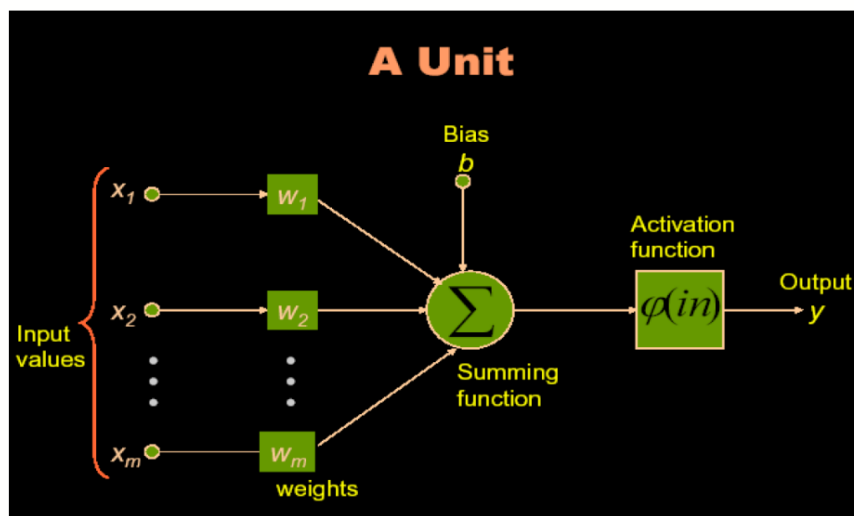 A Unit
Bias
b
x1
w1
Activation
function
x2
w2
∑
φ(in)
Output
y
Input
values
Summing
function
xm
wm
weights